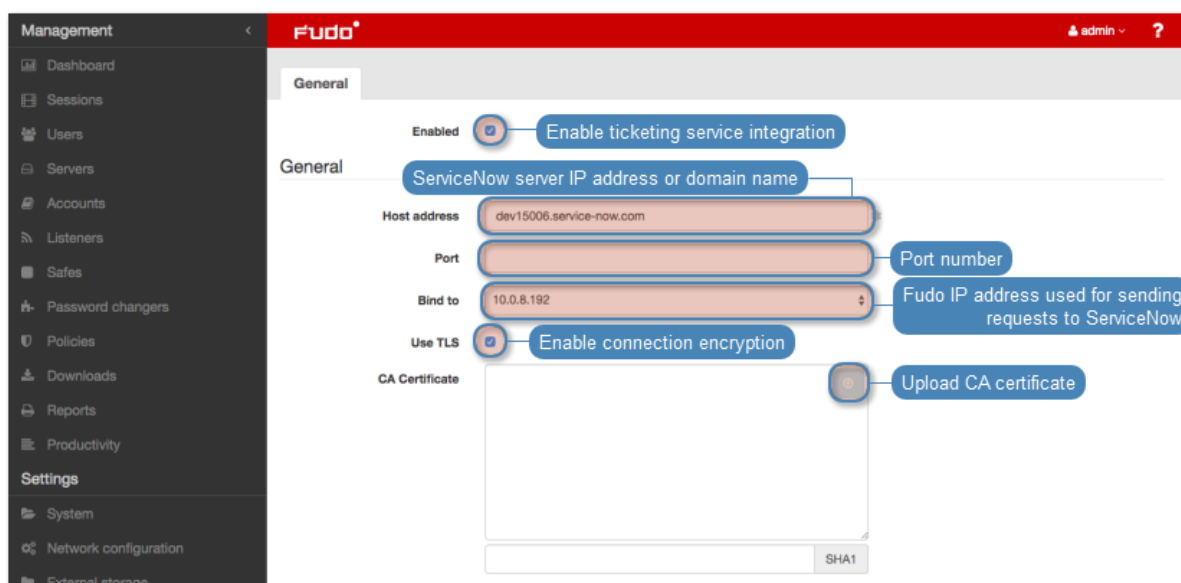 Management
Fudo
admin
?
Dashboard
Sessions
Users
Servers
Accounts
Listeners
Safes
Password changers
Policies
Downloads
Reports
Productivity
Settings
System
Network configuration
External storage
General
Enabled
Enable ticketing service integration
General
ServiceNow server IP address or domain name
Host address
dev15006.service-now.com
Port
Port number
Bind to
10.0.8.192
Fudo IP address used for sending
requests to ServiceNow
Use TLS
Enable connection encryption
CA Certificate
Upload CA certificate
SHA1